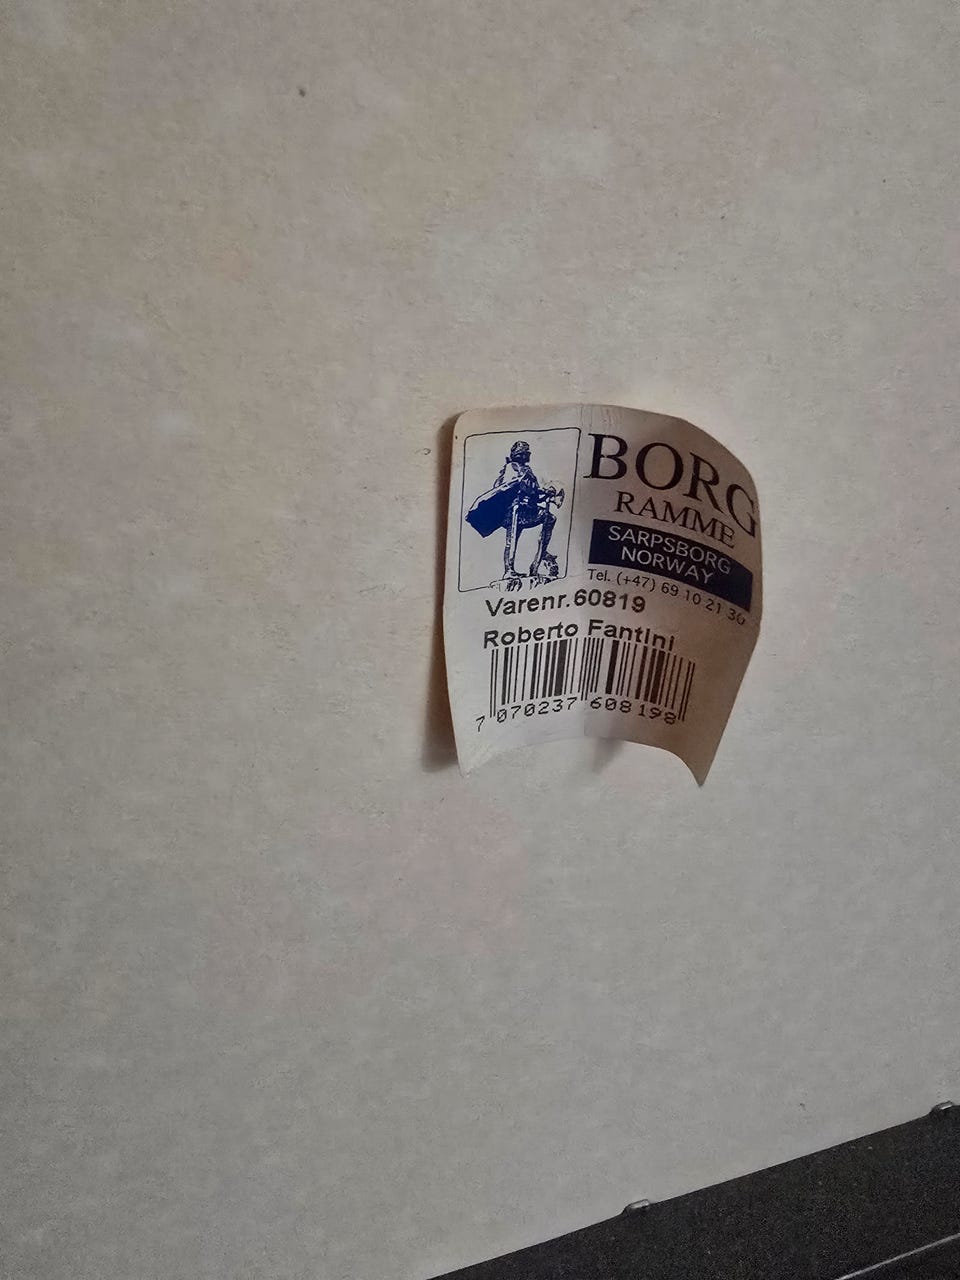 BORG
RAMME
SARPSBORG
NORWAY
Tel. (+47) 69 10 21 30
Varenr.60819
Roberto Fantini
7 070237 608198